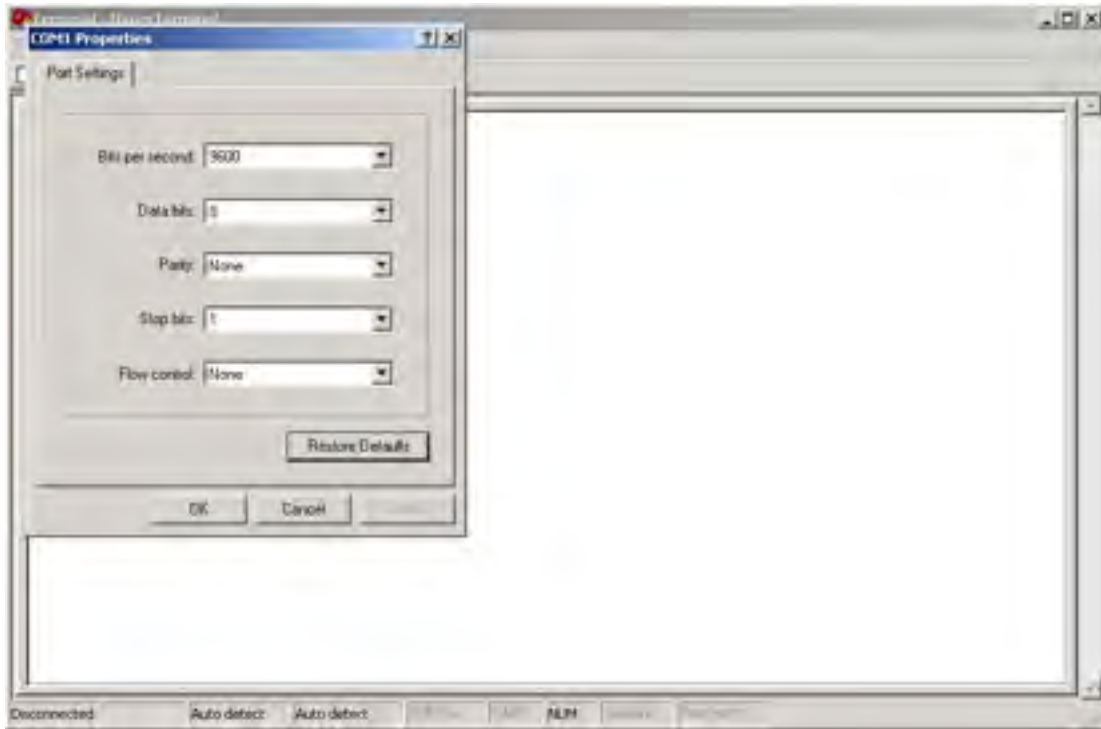 COM1 Properties
Port Settings
Bits per second: 9600
Data bits: 8
Parity: None
Stop bits: 1
Flow control: None
Restore Defaults
OK
Cancel
Disconnected
Auto detect
Auto detect
NUM